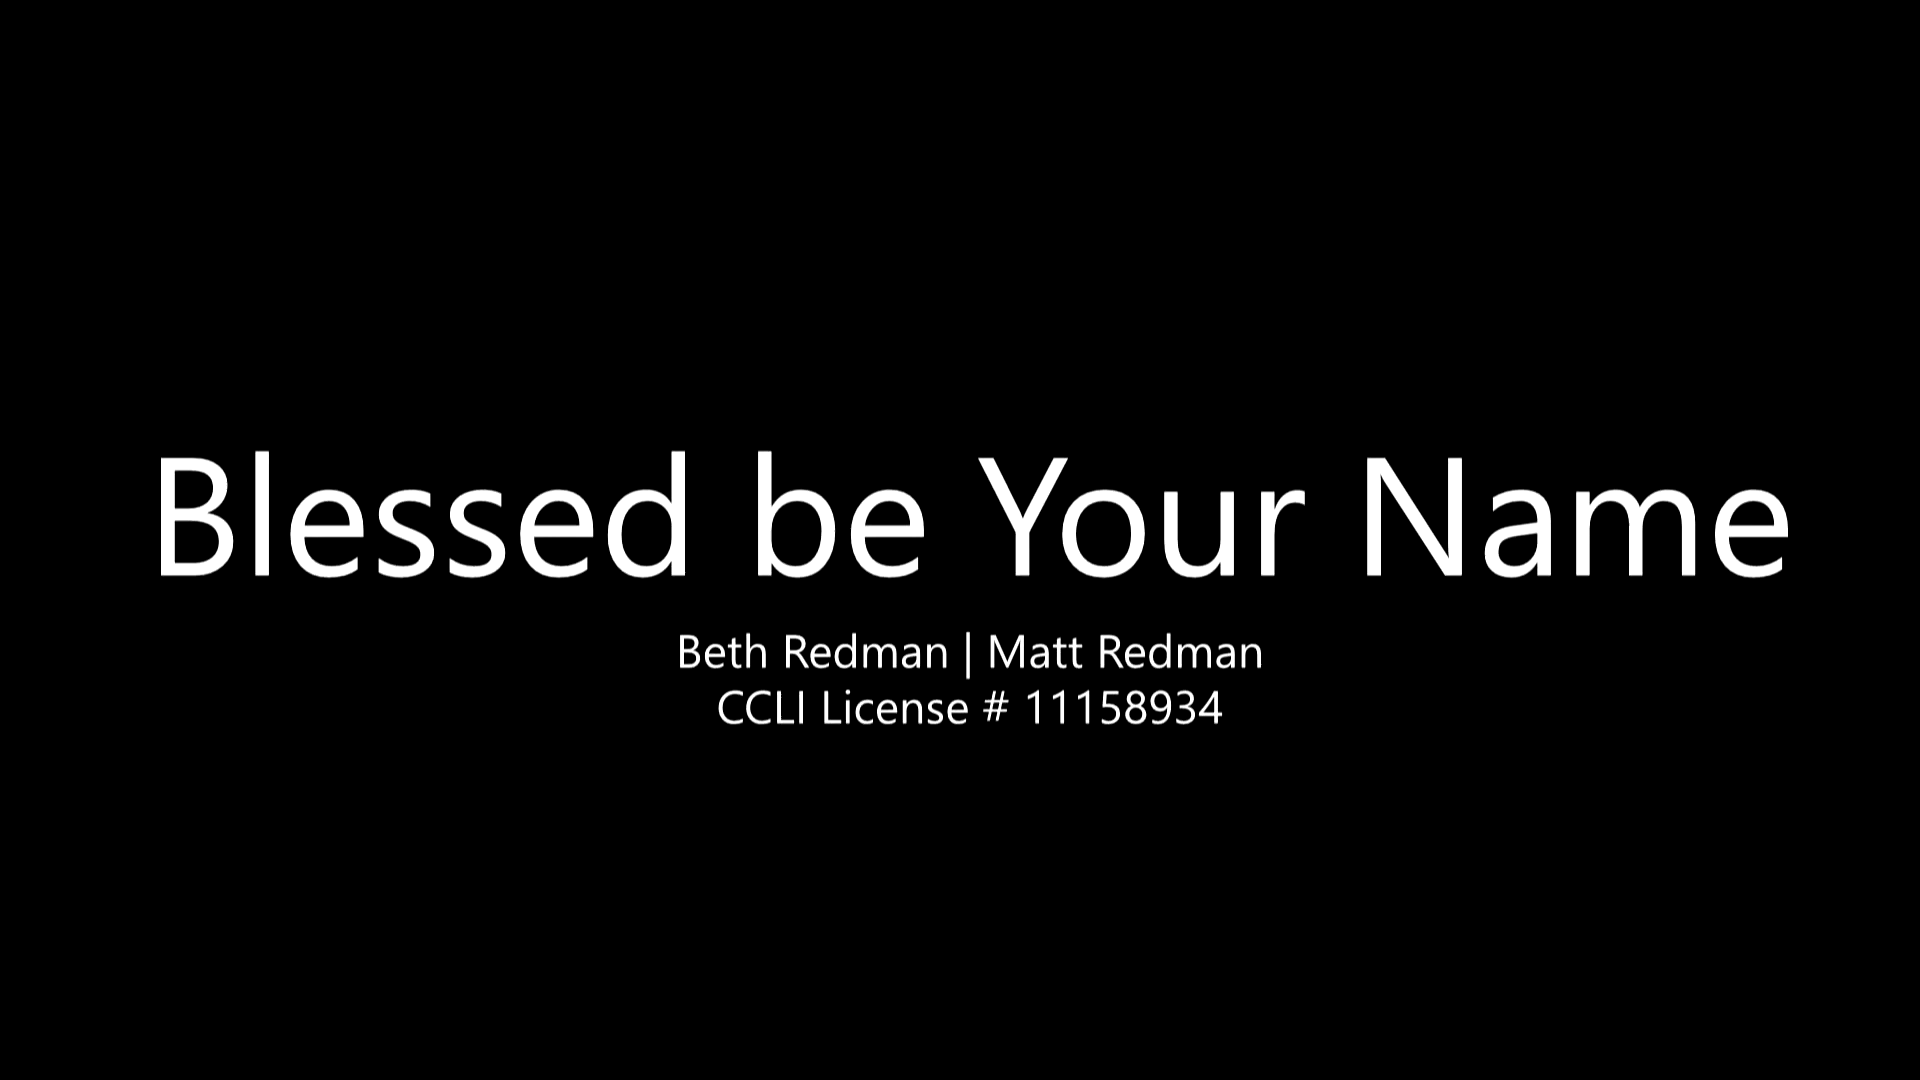 Blessed be Your Name
Beth Redman | Matt Redman
CCLI License # 11158934